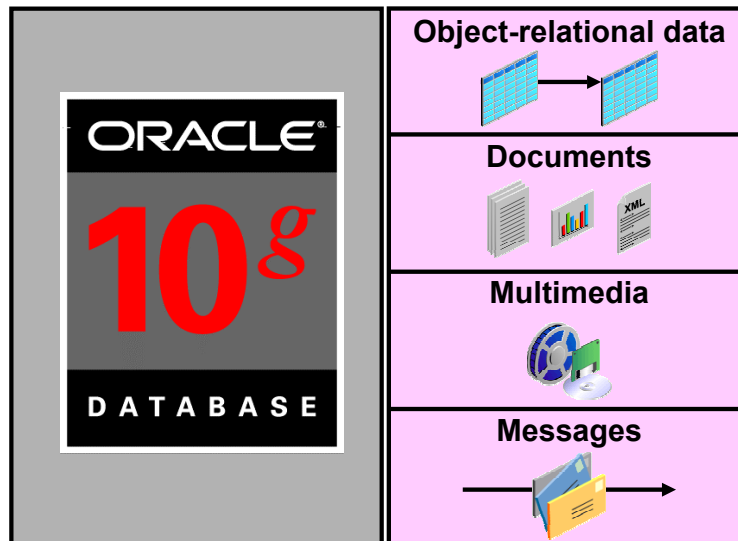 ORACLE®
10g
DATABASE
Object-relational data
Documents
XML
Multimedia
Messages